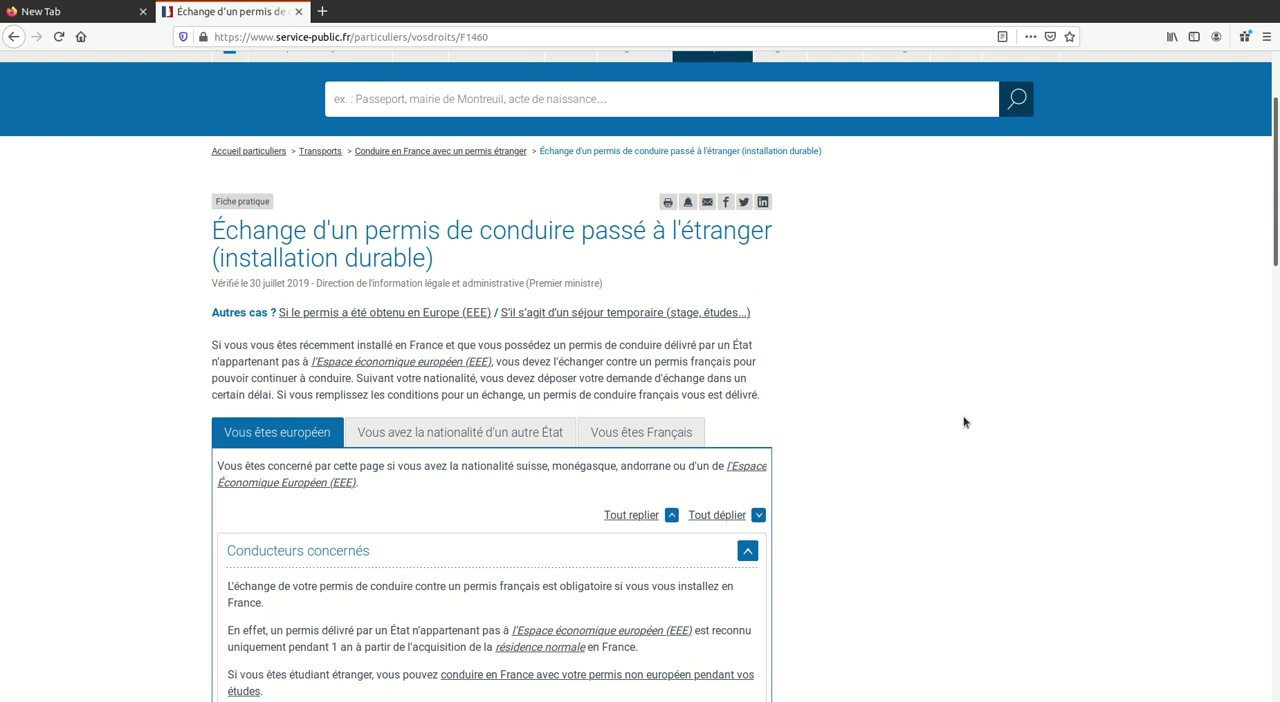 New Tab
Échange d'un permis de c
https://www.service-public.fr/particuliers/vosdroits/F1460
ex. : Passeport, mairie de Montreuil, acte de naissance…
Accueil particuliers > Transports > Conduire en France avec un permis étranger > Échange d'un permis de conduire passé à l'étranger (installation durable)
Fiche pratique
Échange d'un permis de conduire passé à l'étranger
(installation durable)
Vérifié le 30 juillet 2019 - Direction de l'information légale et administrative (Premier ministre)
Autres cas ? Si le permis a été obtenu en Europe (EEE) / S’il s’agit d’un séjour temporaire (stage, études...)
Si vous vous êtes récemment installé en France et que vous possédez un permis de conduire délivré par un État
n’appartenant pas à l'Espace économique européen (EEE), vous devez l'échanger contre un permis français pour
pouvoir continuer à conduire. Suivant votre nationalité, vous devez déposer votre demande d'échange dans un
certain délai. Si vous remplissez les conditions pour un échange, un permis de conduire français vous est délivré.
Vous êtes européen
Vous avez la nationalité d'un autre État
Vous êtes Français
Vous êtes concerné par cette page si vous avez la nationalité suisse, monégasque, andorrane ou d'un de l’Espace
Économique Européen (EEE).
Tout replier
Tout déplier
Conducteurs concernés
L'échange de votre permis de conduire contre un permis français est obligatoire si vous vous installez en
France.
En effet, un permis délivré par un État n’appartenant pas à l'Espace économique européen (EEE) est reconnu
uniquement pendant 1 an à partir de l'acquisition de la résidence normale en France.
Si vous êtes étudiant étranger, vous pouvez conduire en France avec votre permis non européen pendant vos
études.